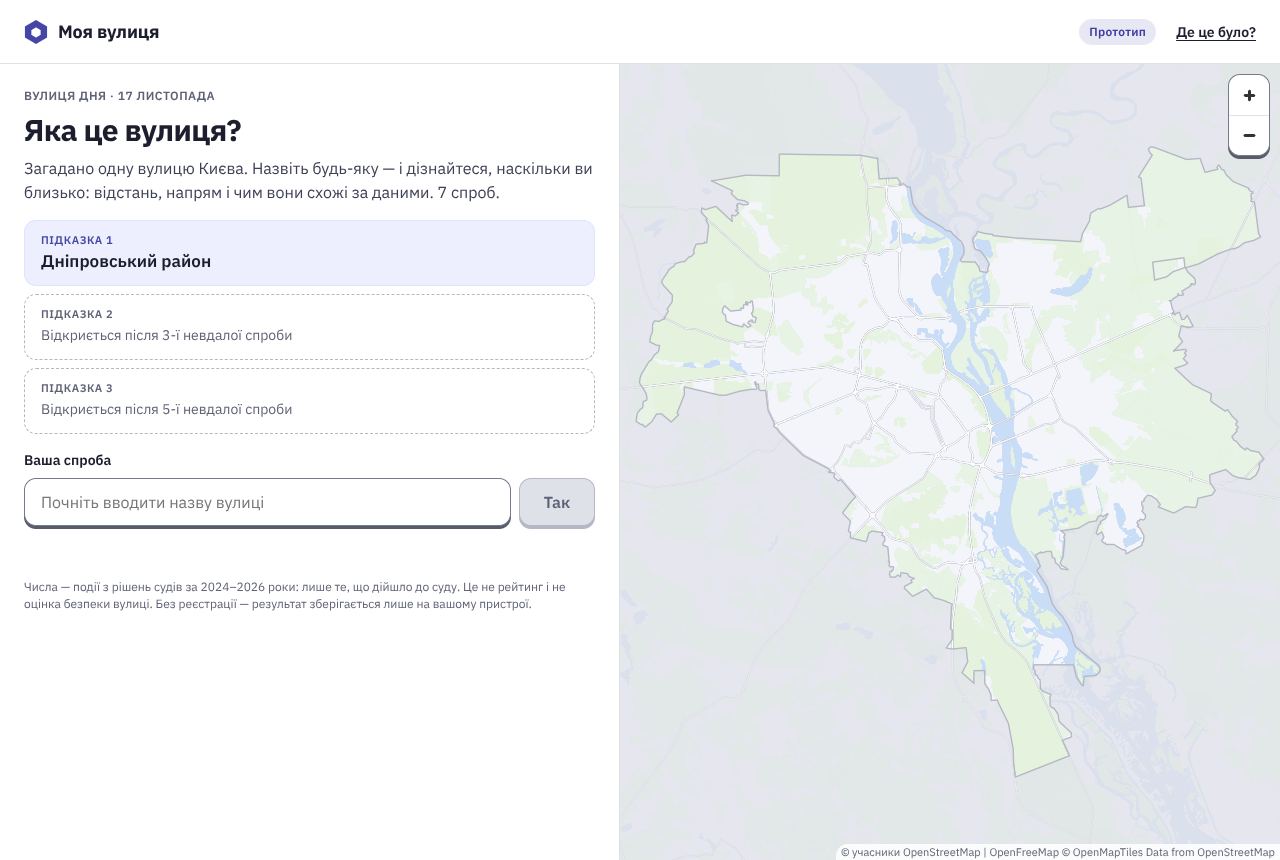 Моя вулиця
Прототип
Де це було?
ВУЛИЦЯ ДНЯ · 17 ЛИСТОПАДА
Яка це вулиця?
Загадано одну вулицю Києва. Назвіть будь-яку — і дізнайтеся, наскільки ви
близько: відстань, напрям і чим вони схожі за даними. 7 спроб.
ПІДКАЗКА 1
Дніпровський район
ПІДКАЗКА 2
Відкриється після 3-ї невдалої спроби
ПІДКАЗКА 3
Відкриється після 5-ї невдалої спроби
Ваша спроба
Почніть вводити назву вулиці
Так
Числа — події з рішень судів за 2024–2026 роки: лише те, що дійшло до суду. Це не рейтинг і не
оцінка безпеки вулиці. Без реєстрації — результат зберігається лише на вашому пристрої.
+
−
© учасники OpenStreetMap | OpenFreeMap © OpenMapTiles Data from OpenStreetMap